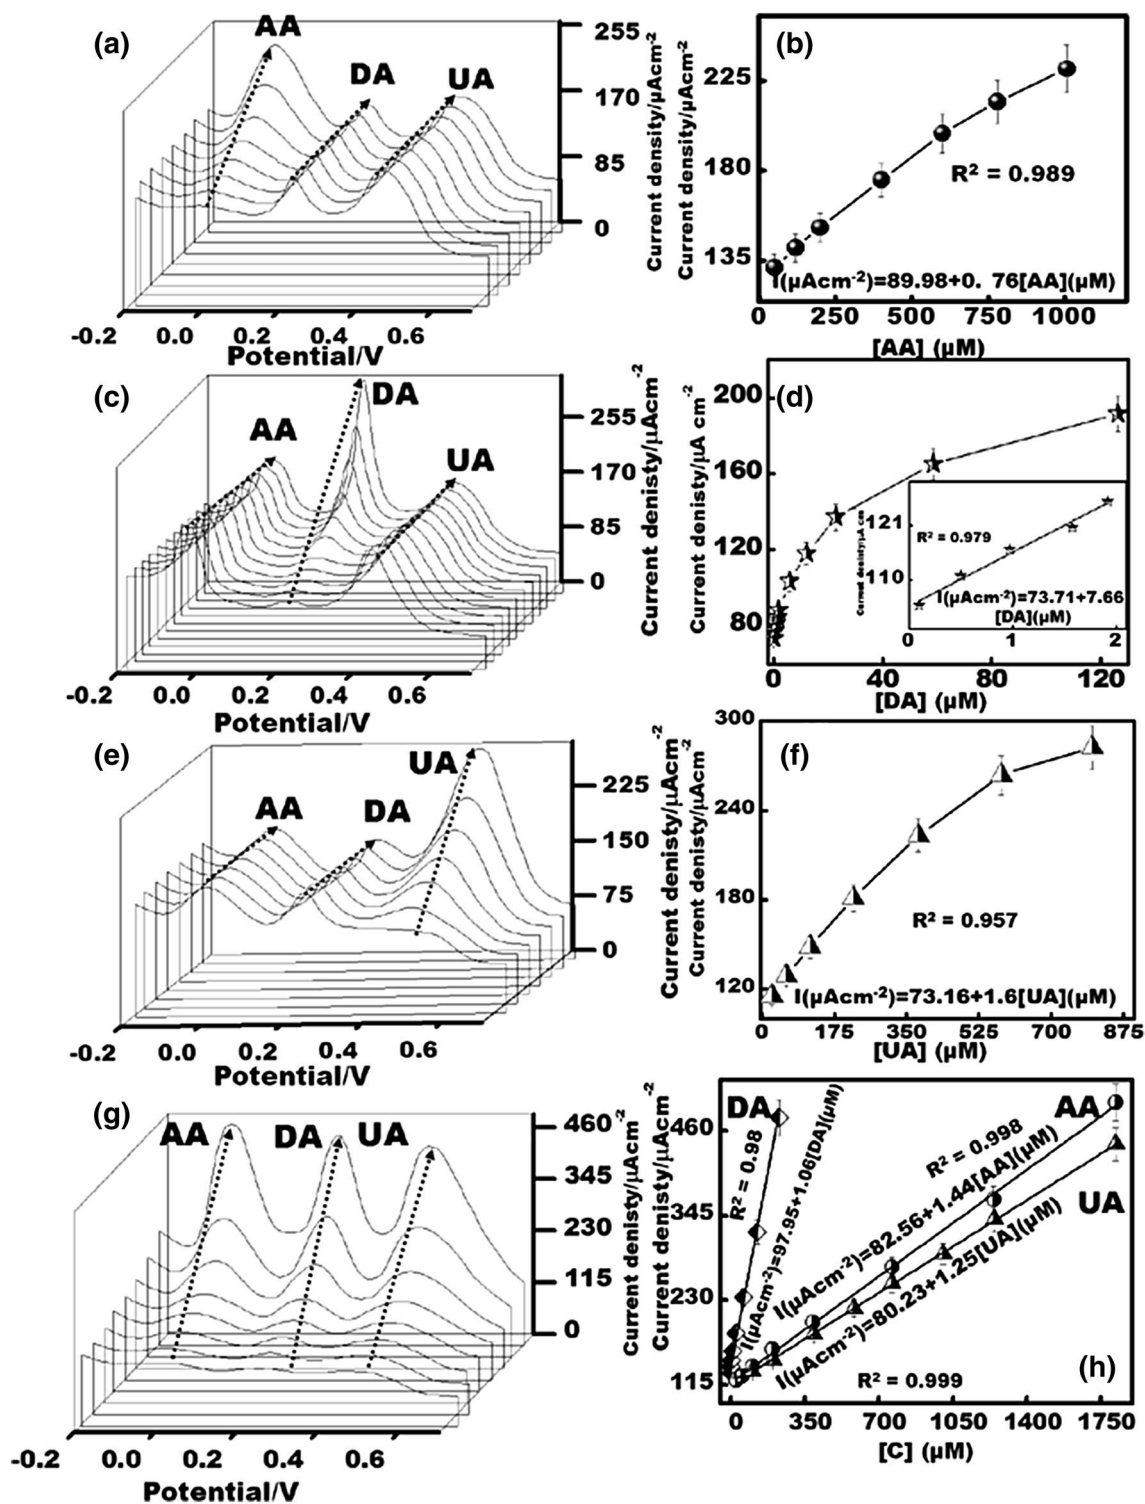 (a)
AA
DA
UA
255
170
85
0
Current density/µAcm-2
-0.2 0.0 0.2 0.4 0.6
Potential/V
(b)
Current density/µAcm-2
225
180
135
R² = 0.989
I(µAcm-2)=89.98+0. 76[AA](µM)
0 250 500 750 1000
[AA] (µM)
(c)
AA
DA
UA
255
170
85
0
Current denisty/µAcm-2
-0.2 0.0 0.2 0.4 0.6
Potential/V
(d)
Current denisty/µA cm-2
200
160
120
80
121
110
Current denisty/µA cm
R² = 0.979
I(µAcm-2)=73.71+7.66
[DA](µM)
0 1 2
0 40 80 120
[DA] (µM)
(e)
AA
DA
UA
225
150
75
0
Current denisty/µAcm-2
-0.2 0.0 0.2 0.4 0.6
Potential/V
(f)
Current denisty/µAcm-2
300
240
180
120
R² = 0.957
I(µAcm-2)=73.16+1.6[UA](µM)
0 175 350 525 700 875
[UA] (µM)
(g)
AA DA UA
460
345
230
115
0
Current denisty/µAcm-2
-0.2 0.0 0.2 0.4 0.6
Potential/V
(h)
Current denisty/µAcm-2
460
345
230
115
DA
AA
UA
R² = 0.98
I(µAcm-2)=97.95+1.06[DA](µM)
R² = 0.998
I(µAcm-2)=82.56+1.44[AA](µM)
I(µAcm-2)=80.23+1.25[UA](µM)
R² = 0.999
0 350 700 1050 1400 1750
[C] (µM)